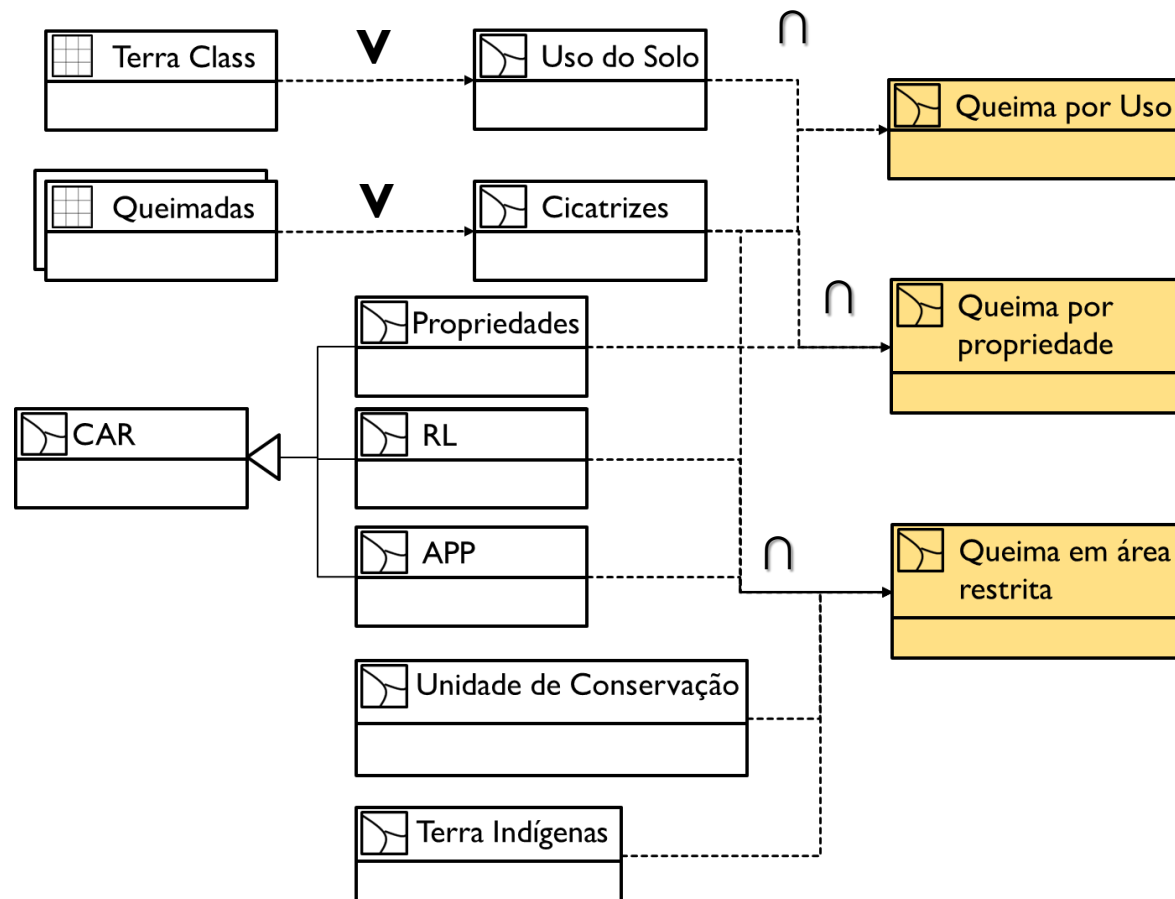 ∩
Terra Class
V
Uso do Solo
Queima por Uso
Queimadas
V
Cicatrizes
∩
Queima por
propriedade
Propriedades
CAR
RL
APP
∩
Queima em área
restrita
Unidade de Conservação
Terra Indígenas